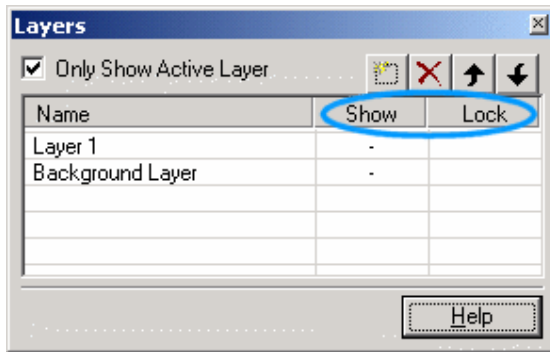 Layers
Only Show Active Layer
Name Show Lock
Layer 1 -
Background Layer -
Help